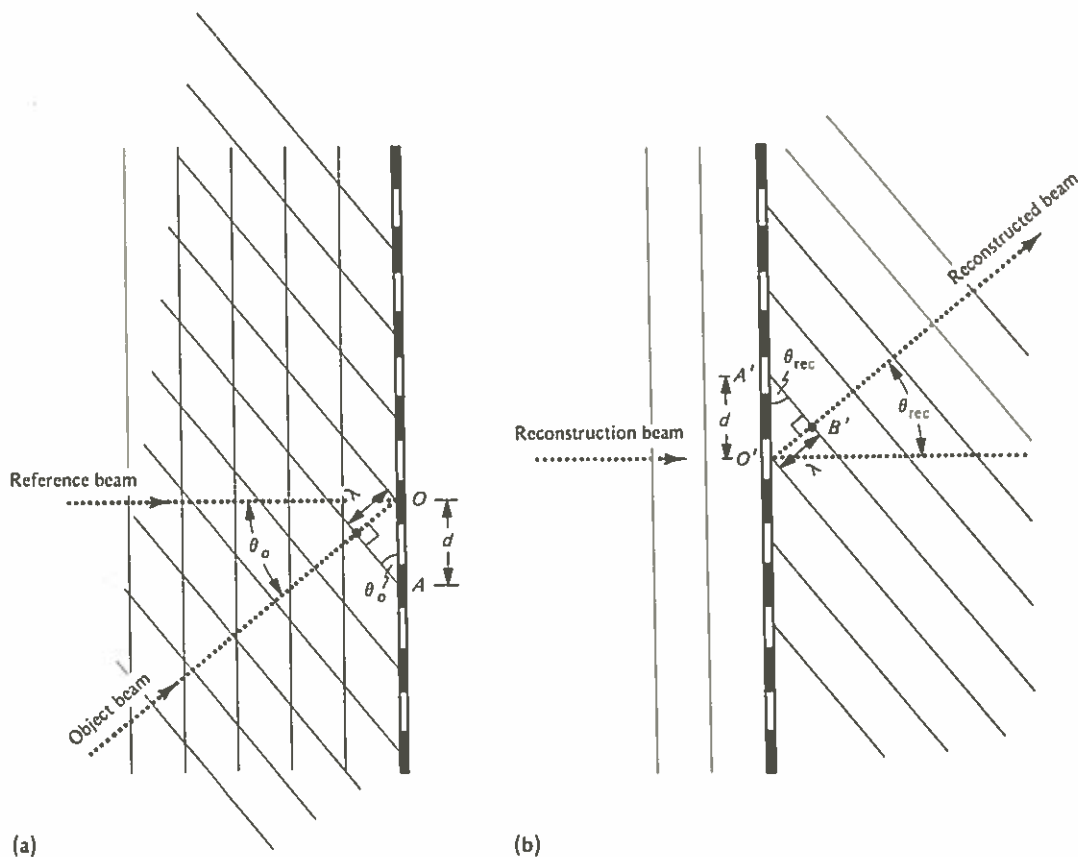 Reference beam
Object beam
θo
λ
O
d
θo
A
(a)
Reconstruction beam
Reconstructed beam
θrec
A′
d
B′
θrec
O′
λ
(b)